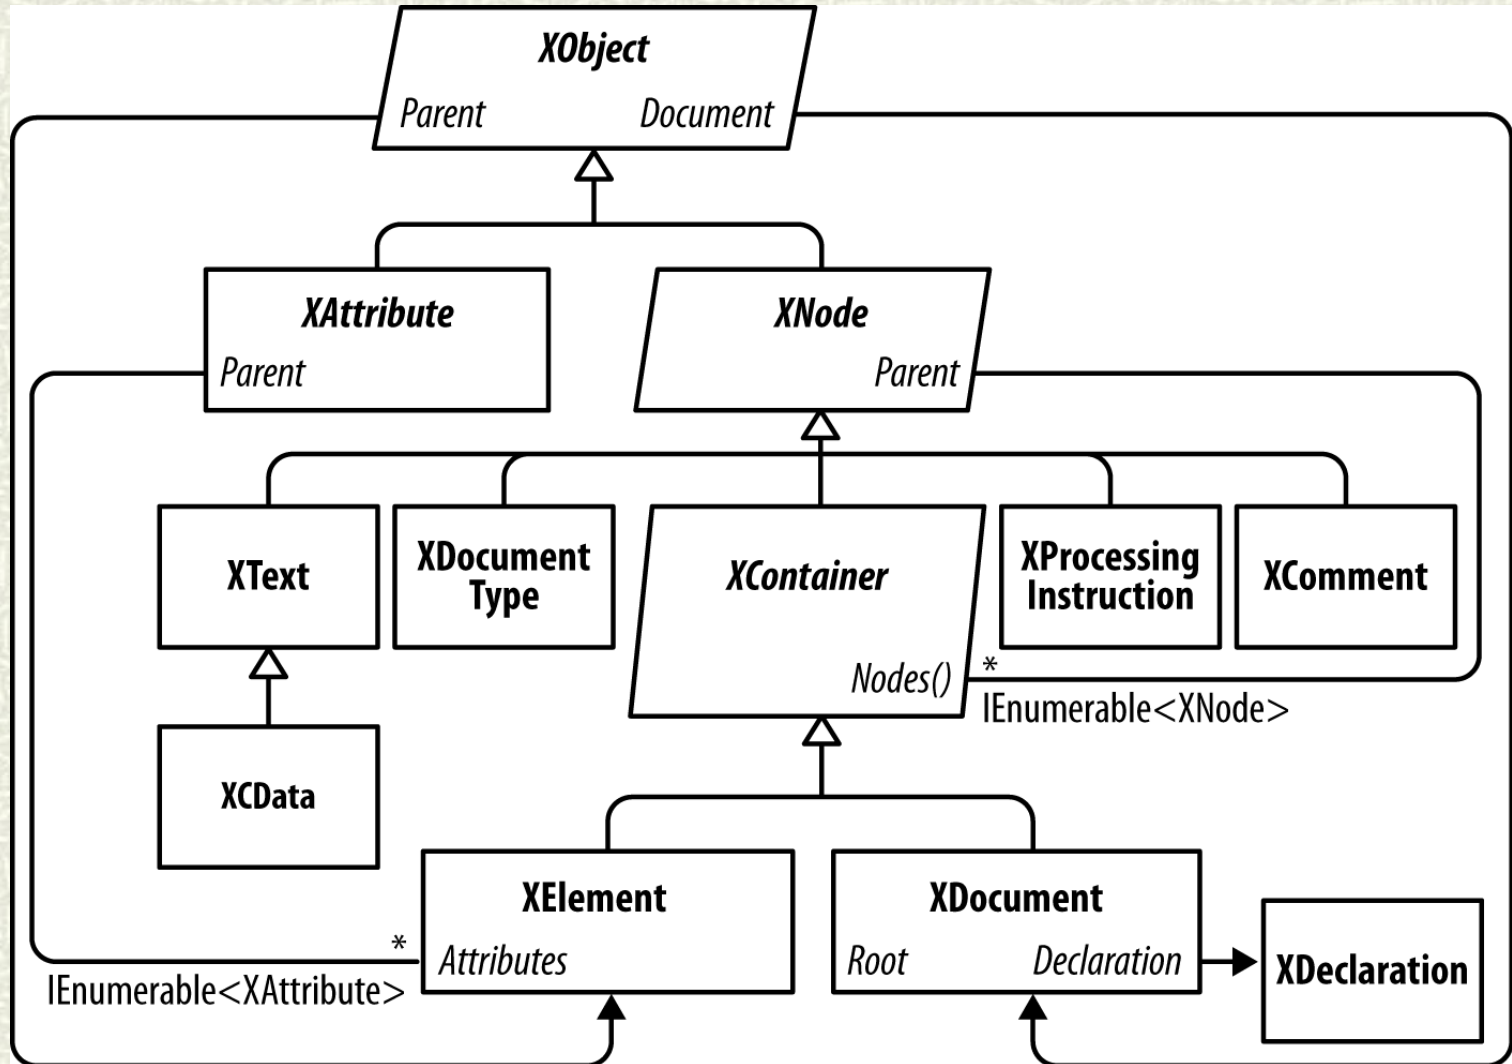 XObject
Parent Document
XAttribute
Parent
XNode
Parent
XText
XDocument
Type
XContainer
Nodes()
XProcessing
Instruction
XComment
*
IEnumerable<XNode>
XCData
XElement
Attributes
*
IEnumerable<XAttribute>
XDocument
Root Declaration
XDeclaration